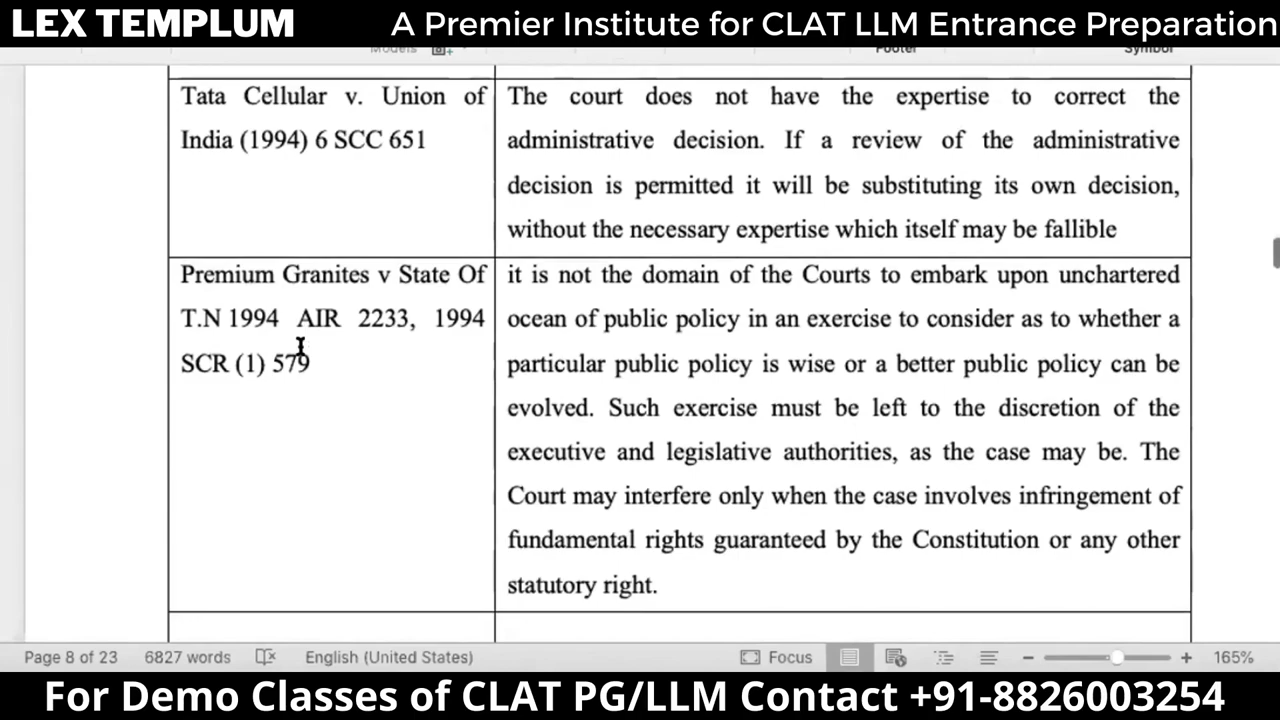 LEX TEMPLUM
A Premier Institute for CLAT LLM Entrance Preparation
Models
Footer
Symbol
Tata Cellular v. Union of
India (1994) 6 SCC 651
The court does not have the expertise to correct the
administrative decision. If a review of the administrative
decision is permitted it will be substituting its own decision,
without the necessary expertise which itself may be fallible
Premium Granites v State Of
T.N 1994 AIR 2233, 1994
SCR (1) 579
it is not the domain of the Courts to embark upon unchartered
ocean of public policy in an exercise to consider as to whether a
particular public policy is wise or a better public policy can be
evolved. Such exercise must be left to the discretion of the
executive and legislative authorities, as the case may be. The
Court may interfere only when the case involves infringement of
fundamental rights guaranteed by the Constitution or any other
statutory right.
Page 8 of 23
6827 words
English (United States)
Focus
165%
For Demo Classes of CLAT PG/LLM Contact +91-8826003254